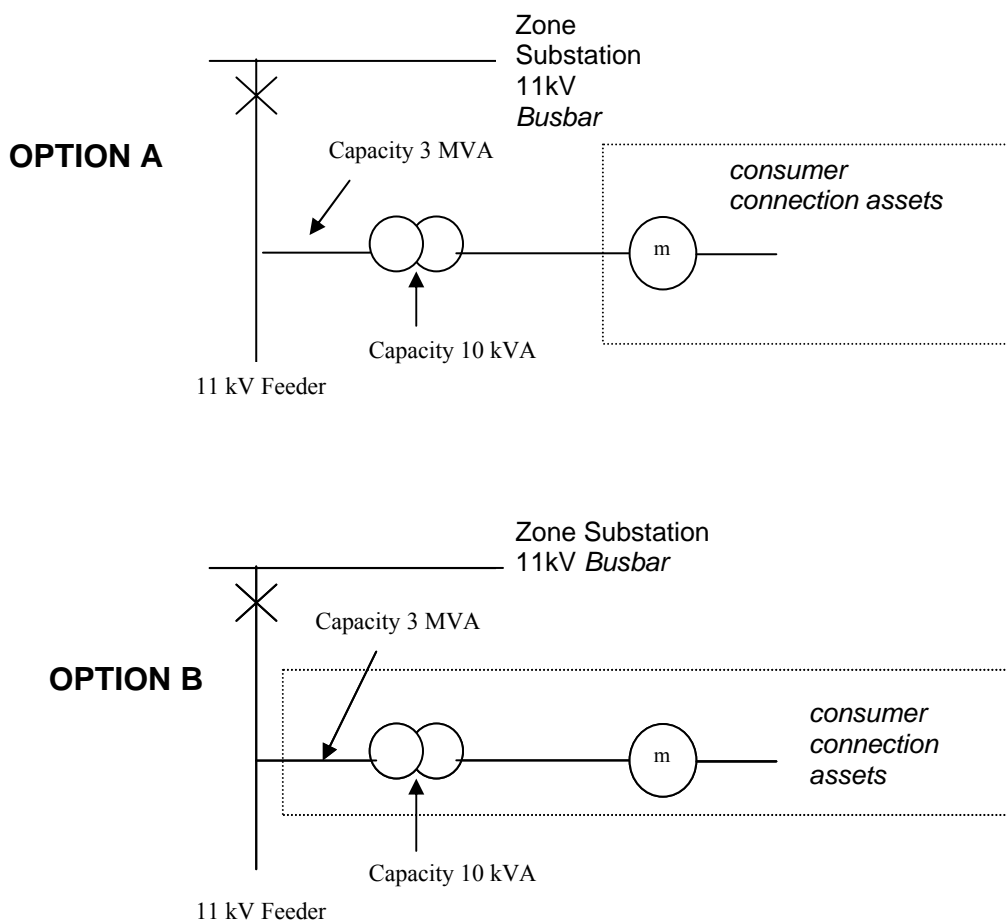 Zone
Substation
11kV
Busbar
OPTION A
Capacity 3 MVA
consumer
connection assets
m
Capacity 10 kVA
11 kV Feeder
Zone Substation
11kV Busbar
Capacity 3 MVA
OPTION B
consumer
connection
assets
m
Capacity 10 kVA
11 kV Feeder